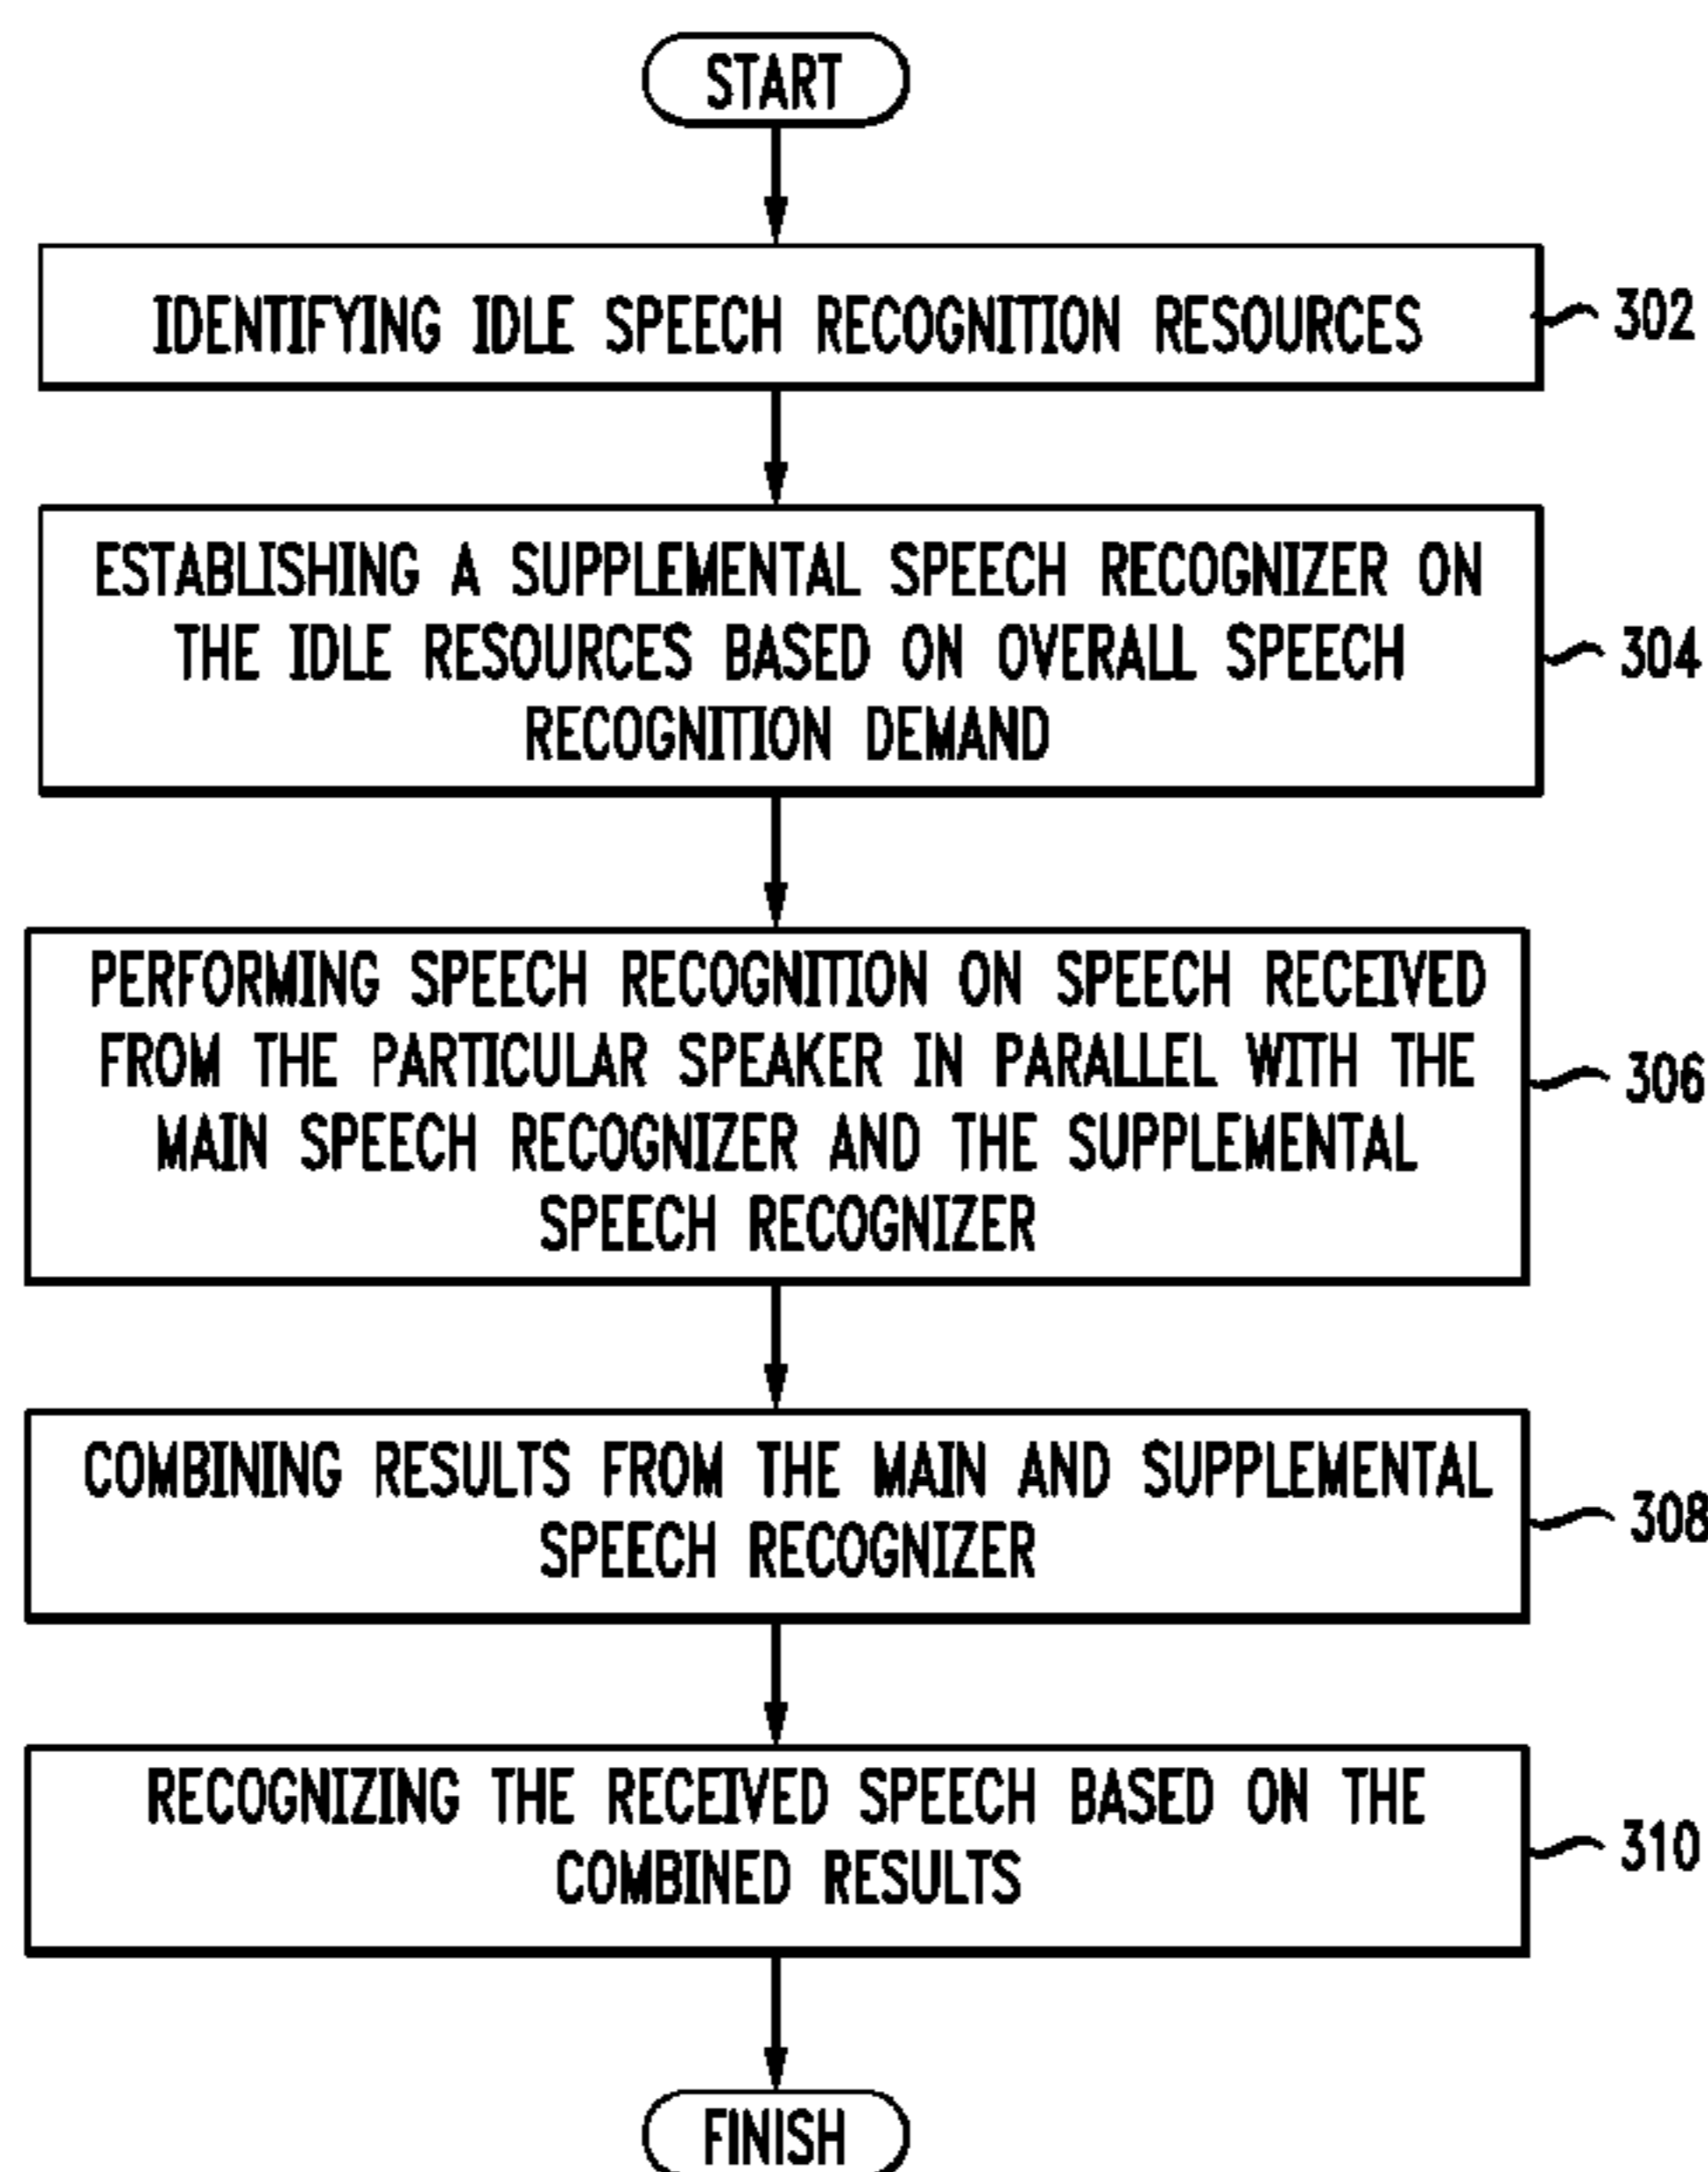 START
IDENTIFYING IDLE SPEECH RECOGNITION RESOURCES
302
ESTABLISHING A SUPPLEMENTAL SPEECH RECOGNIZER ON
THE IDLE RESOURCES BASED ON OVERALL SPEECH
RECOGNITION DEMAND
304
PERFORMING SPEECH RECOGNITION ON SPEECH RECEIVED
FROM THE PARTICULAR SPEAKER IN PARALLEL WITH THE
MAIN SPEECH RECOGNIZER AND THE SUPPLEMENTAL
SPEECH RECOGNIZER
306
COMBINING RESULTS FROM THE MAIN AND SUPPLEMENTAL
SPEECH RECOGNIZER
308
RECOGNIZING THE RECEIVED SPEECH BASED ON THE
COMBINED RESULTS
310
FINISH